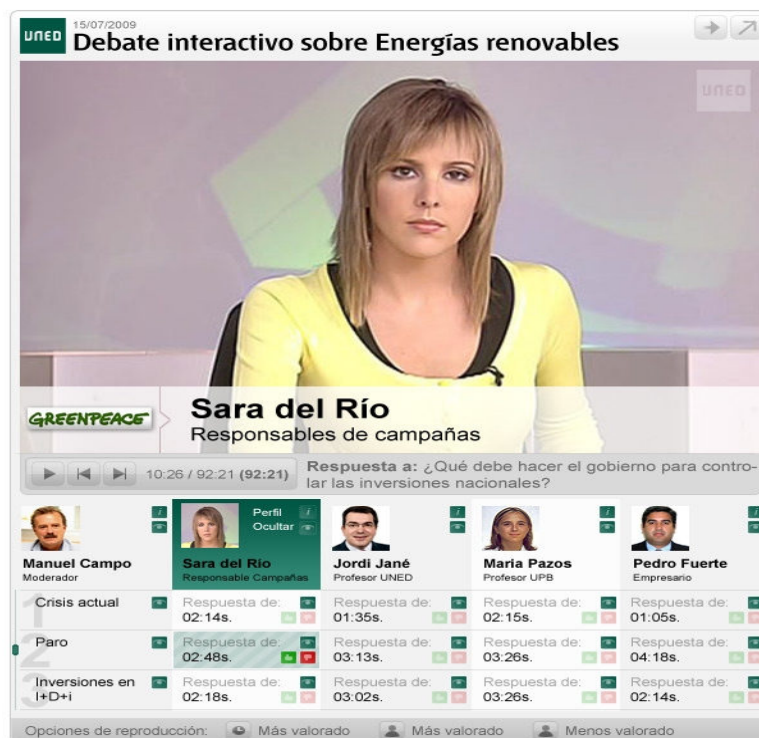 UNED
15/07/2009
Debate interactivo sobre Energías renovables
UNED
GREENPEACE
Sara del Río
Responsables de campañas
10:26 / 92:21 (92:21)
Respuesta a: ¿Qué debe hacer el gobierno para contro-
lar las inversiones nacionales?
Perfil i
Ocultar
Manuel Campo
Moderador
Sara del Río
Responsable Campañas
Jordi Jané
Profesor UNED
Maria Pazos
Profesor UPB
Pedro Fuerte
Empresario
1
Crisis actual
Respuesta de:
02:14s.
Respuesta de:
01:35s.
Respuesta de:
02:15s.
Respuesta de:
01:05s.
2
Paro
Respuesta de:
02:48s.
Respuesta de:
03:13s.
Respuesta de:
03:26s.
Respuesta de:
04:18s.
3
Inversiones en
I+D+i
Respuesta de:
02:18s.
Respuesta de:
03:02s.
Respuesta de:
03:26s.
Respuesta de:
02:14s.
Opciones de reproducción: Más valorado Más valorado Menos valorado